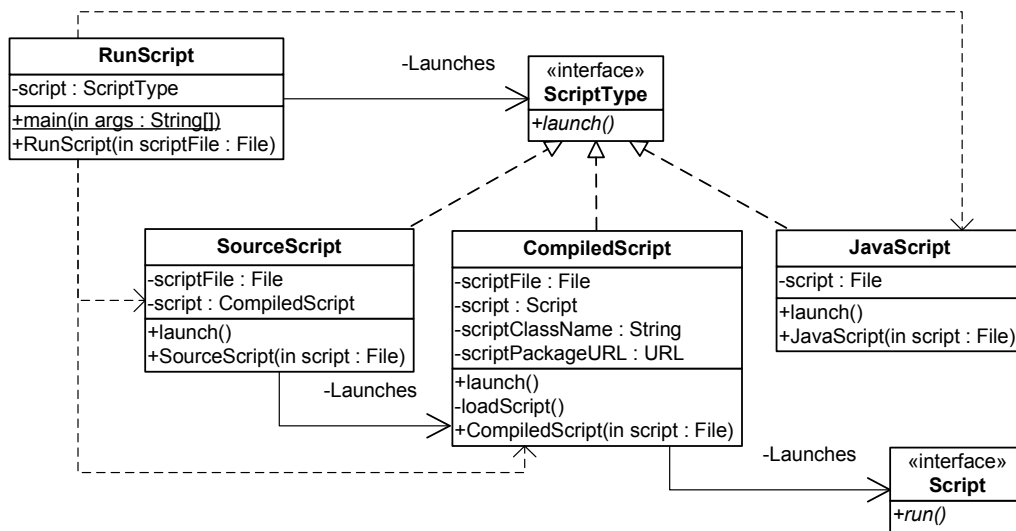 RunScript
-script : ScriptType
+main(in args : String[])
+RunScript(in scriptFile : File)
-Launches
«interface»
ScriptType
+launch()
SourceScript
-scriptFile : File
-script : CompiledScript
+launch()
+SourceScript(in script : File)
CompiledScript
-scriptFile : File
-script : Script
-scriptClassName : String
-scriptPackageURL : URL
+launch()
-loadScript()
+CompiledScript(in script : File)
JavaScript
-script : File
+launch()
+JavaScript(in script : File)
-Launches
-Launches
«interface»
Script
+run()